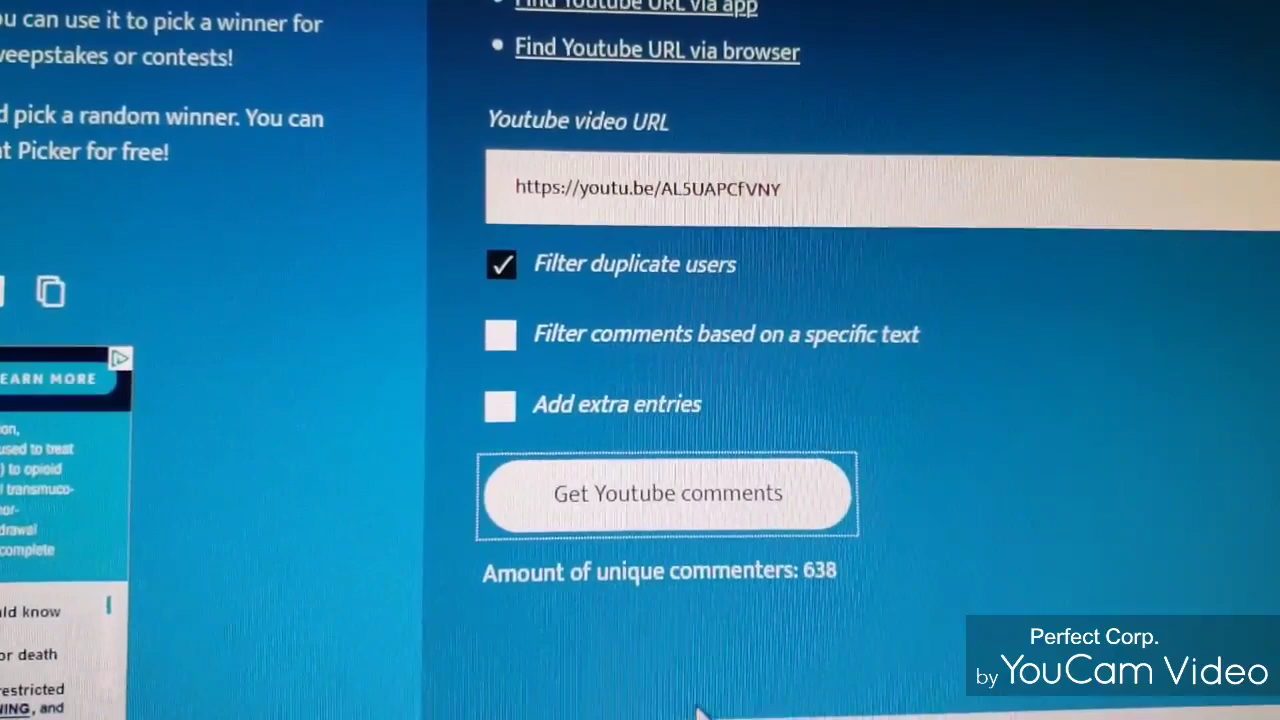 ou can use it to pick a winner for
weepstakes or contests!
d pick a random winner. You can
nt Picker for free!
EARN MORE
on,
used to treat
) to opioid
l transmuco-
or-
drawal
complete
uld know
or death
restricted
NING, and
Find Youtube URL via app
Find Youtube URL via browser
Youtube video URL
https://youtu.be/AL5UAPCfVNY
Filter duplicate users
Filter comments based on a specific text
Add extra entries
Get Youtube comments
Amount of unique commenters: 638
Perfect Corp.
by YouCam Video